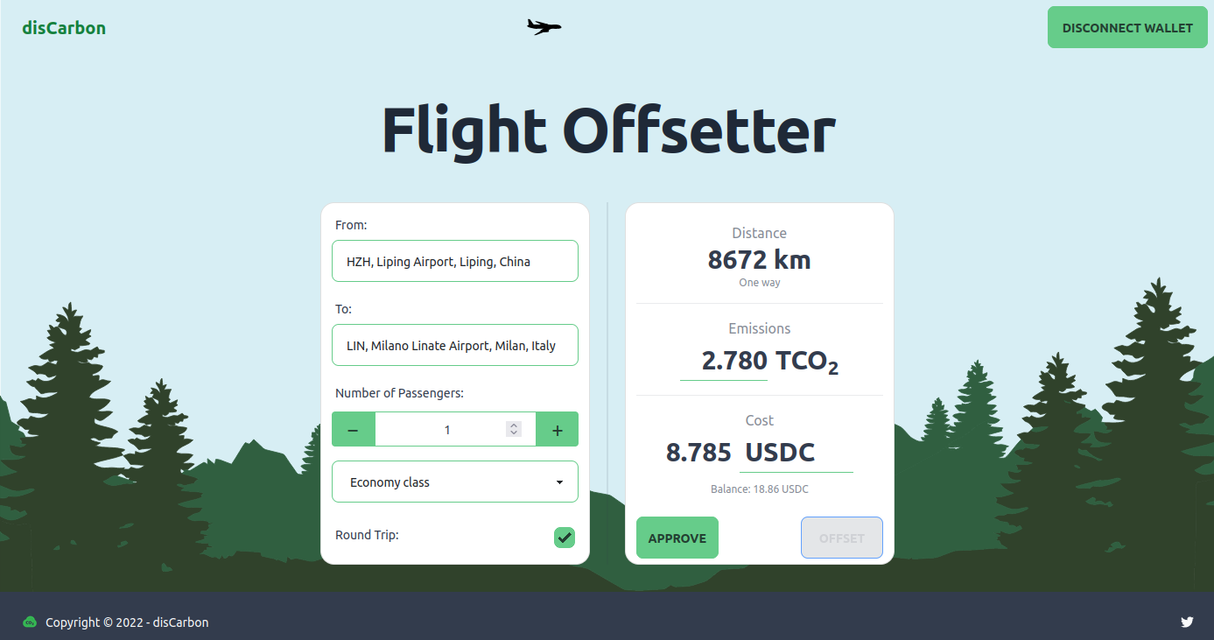 disCarbon
DISCONNECT WALLET
Flight Offsetter
From:
HZH, Liping Airport, Liping, China
To:
LIN, Milano Linate Airport, Milan, Italy
Number of Passengers:
− 1 +
Economy class
Round Trip:
Distance
8672 km
One way
Emissions
2.780 TCO₂
Cost
8.785 USDC
Balance: 18.86 USDC
APPROVE
OFFSET
Copyright © 2022 - disCarbon